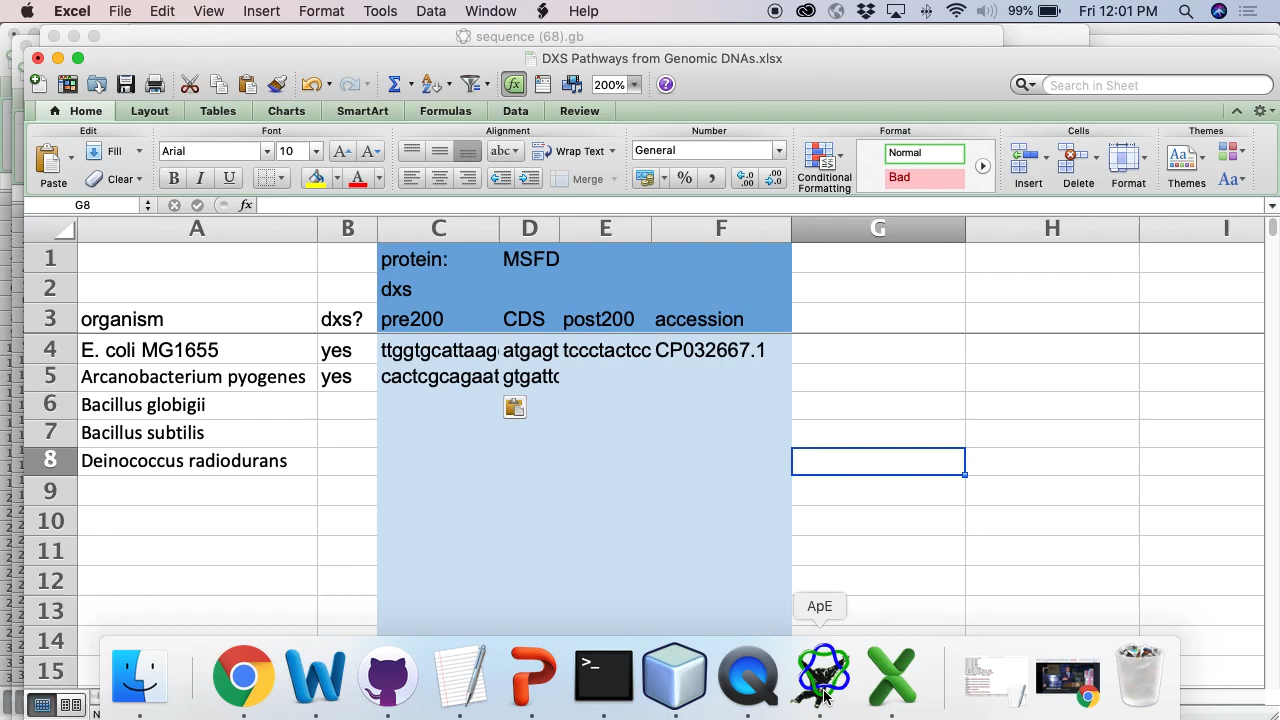 Excel File Edit View Insert Format Tools Data Window Help 99% Fri 12:01 PM
sequence (68).gb
DXS Pathways from Genomic DNAs.xlsx
200% Search in Sheet
Home Layout Tables Charts SmartArt Formulas Data Review
Edit Font Alignment Number Format Cells Themes
Fill Arial 10 abc Wrap Text General Normal
Paste Clear B I U A Merge % Conditional Formatting Bad Insert Delete Format Themes Aa
G8 fx
A B C D E F G H I
1 protein: MSFD
2 dxs
3 organism dxs? pre200 CDS post200 accession
4 E. coli MG1655 yes ttggtgcattaag atgagt tccctactcc CP032667.1
5 Arcanobacterium pyogenes yes cactcgcagaat gtgatt
6 Bacillus globigii
7 Bacillus subtilis
8 Deinococcus radiodurans
9
10
11
12
13
14
15
ApE